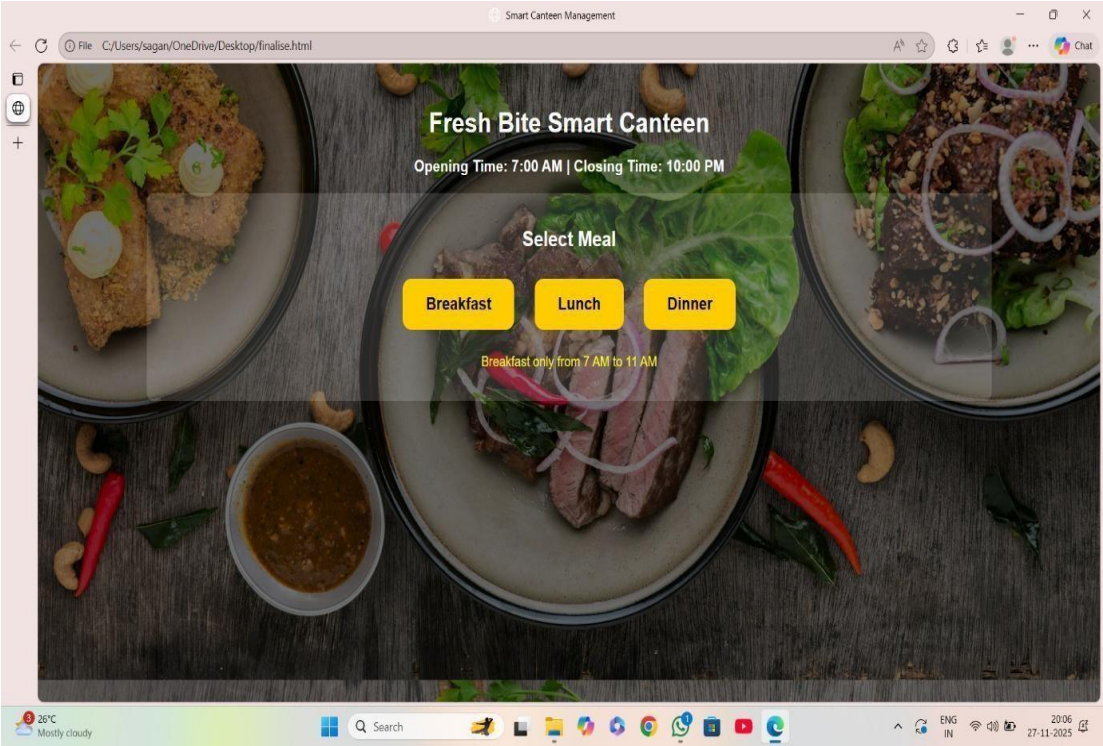 Smart Canteen Management
File C:/Users/sagan/OneDrive/Desktop/finalise.html
Chat
Fresh Bite Smart Canteen
Opening Time: 7:00 AM | Closing Time: 10:00 PM
Select Meal
Breakfast Lunch Dinner
Breakfast only from 7 AM to 11 AM
3
26°C
Mostly cloudy
Search
ENG
IN
20:06
27-11-2025